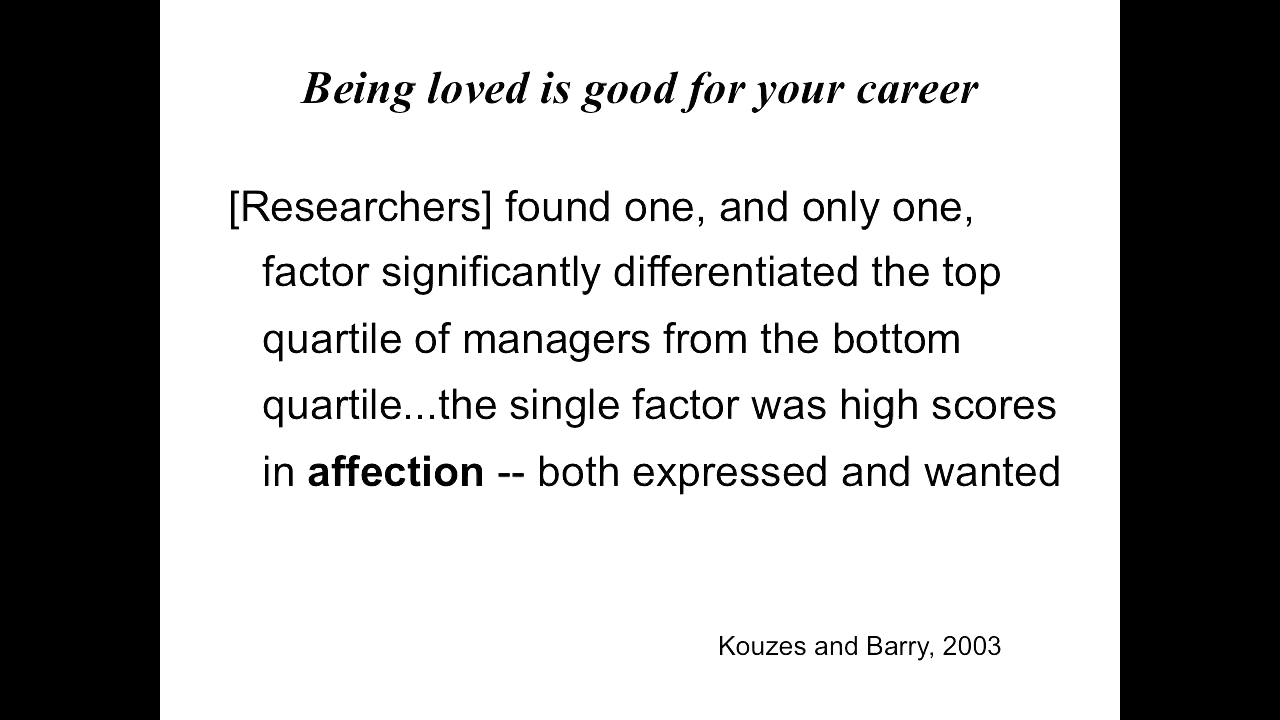 Being loved is good for your career
[Researchers] found one, and only one,
factor significantly differentiated the top
quartile of managers from the bottom
quartile...the single factor was high scores
in affection -- both expressed and wanted
Kouzes and Barry, 2003